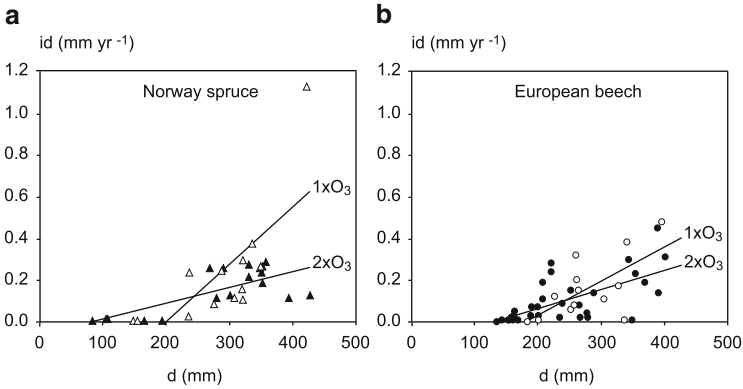 a
id (mm yr -1)
Norway spruce
1.2
1.0
0.8
0.6
0.4
0.2
0.0
1xO3
2xO3
0 100 200 300 400 500
d (mm)
b
id (mm yr -1)
European beech
1.2
1.0
0.8
0.6
0.4
0.2
0.0
1xO3
2xO3
0 100 200 300 400 500
d (mm)